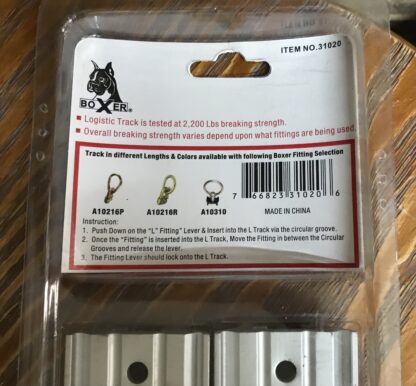 ITEM NO.31020
BOXER®
▪ Logistic Track is tested at 2,200 Lbs breaking strength.
▪ Overall breaking strength varies depend upon what fittings are being used.
Track in different Lengths & Colors available with following Boxer Fitting Selection
A10216P A10216R A10310
7 66823 31020 6
MADE IN CHINA
Instruction:
1. Push Down on the "L" Fitting" Lever & Insert into the L Track via the circular groove.
2. Once the "Fitting" is inserted into the L Track, Move the Fitting in between the Circular
Grooves and release the lever.
3. The Fitting Lever should lock onto the L Track.